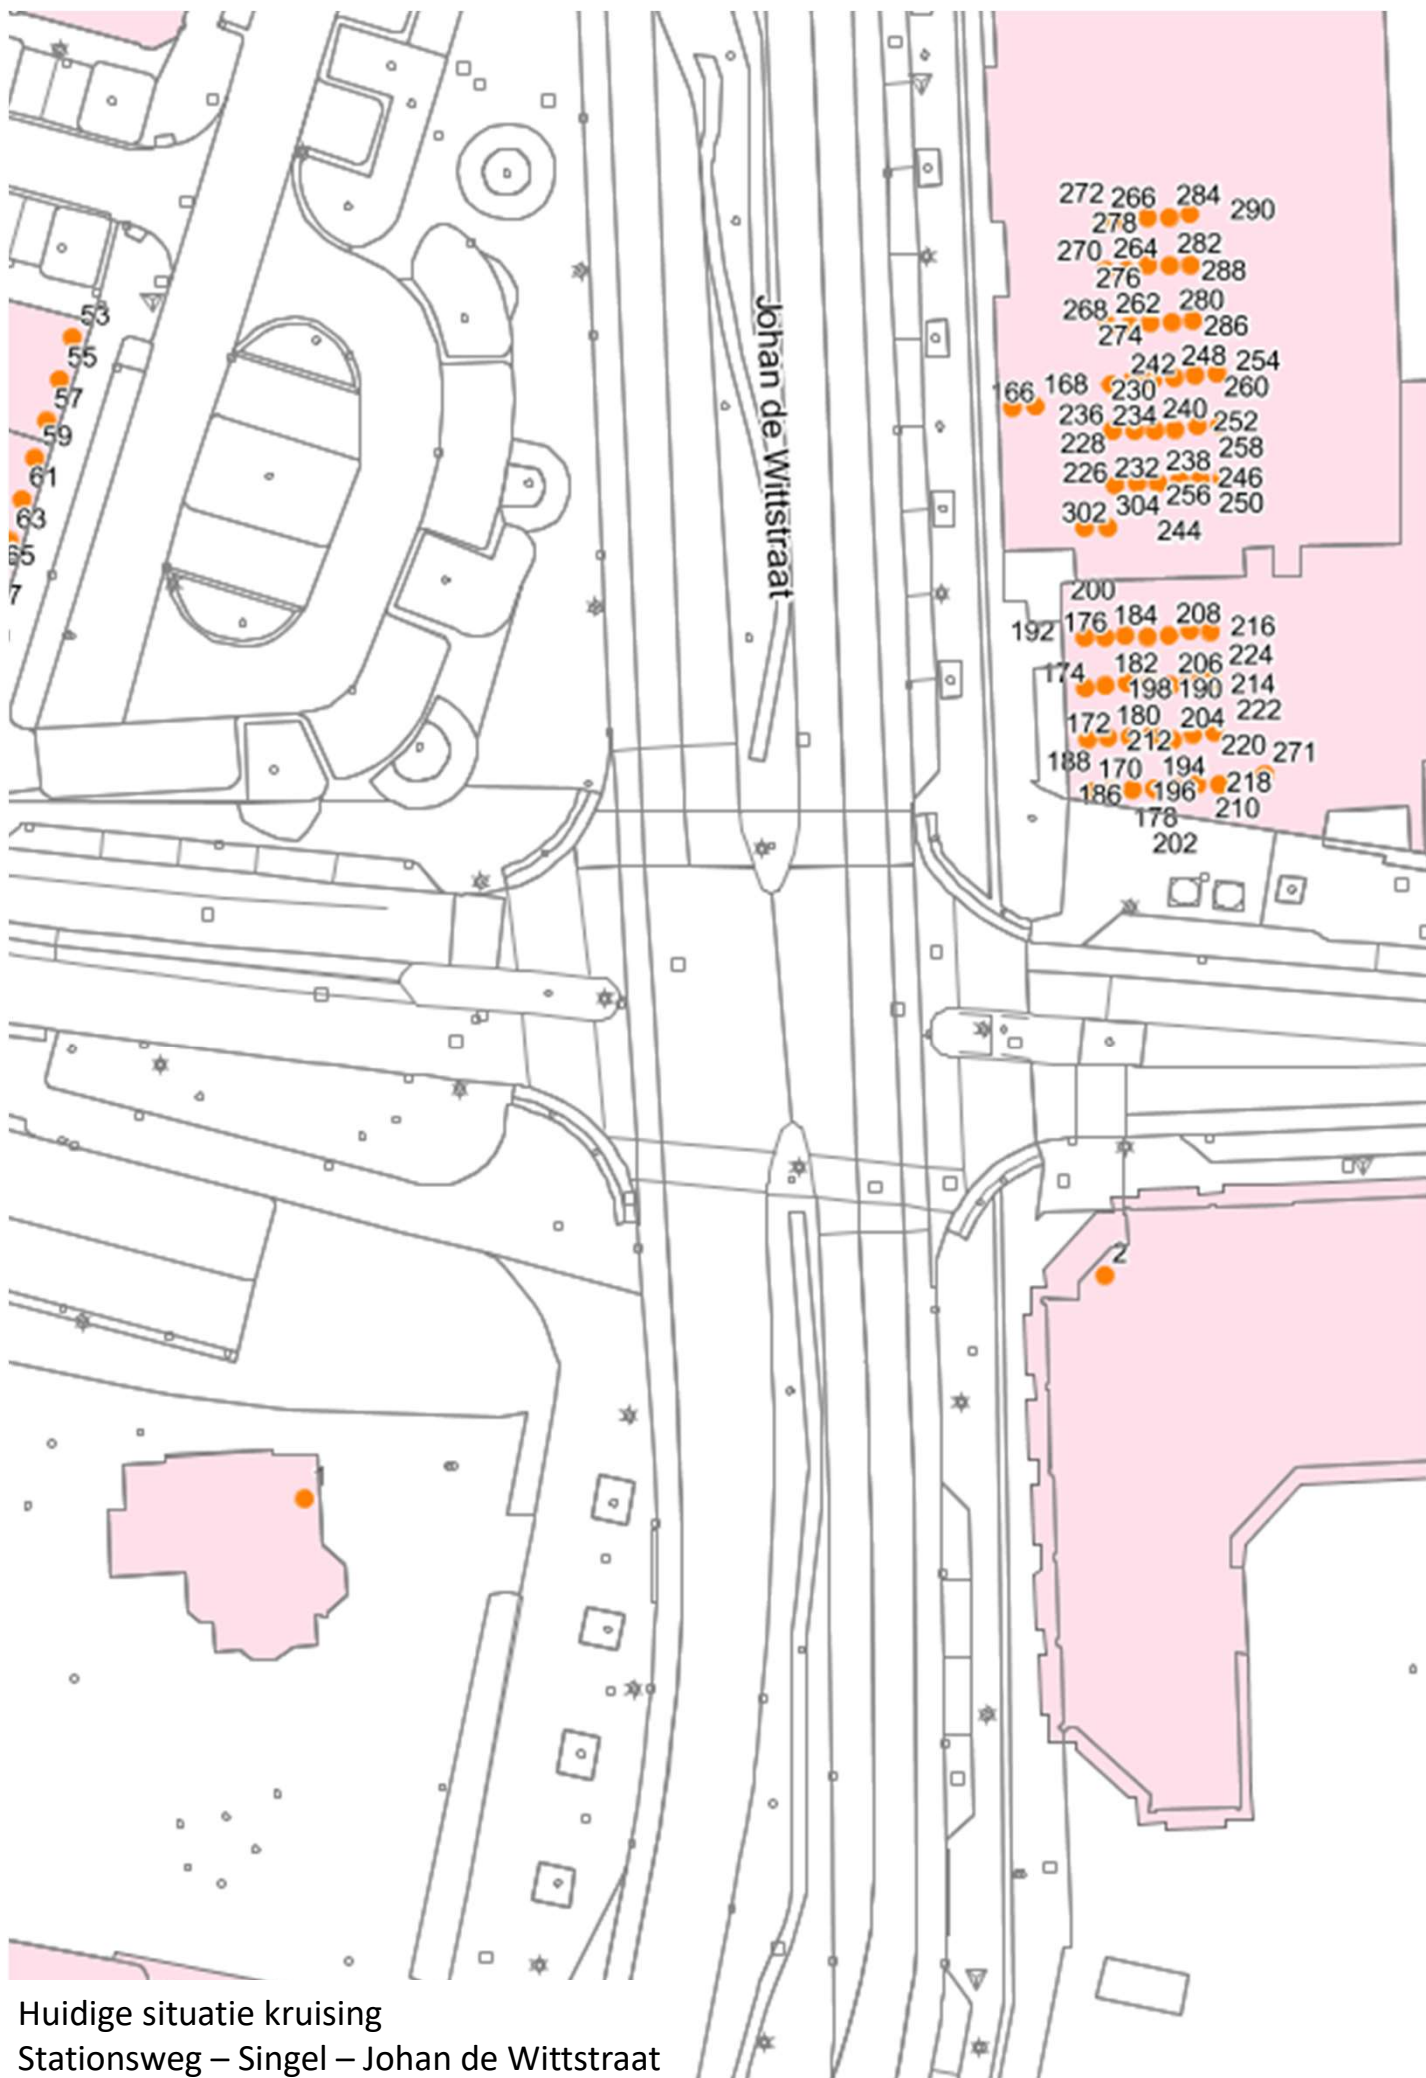 272 266 284 290
278
270 264 282
276 288
268 262 280
274 286
53
55
57
59
61
63
65
7
Johan de Wittstraat
242 248 254
166 168 230 260
236 234 240 252
228 258
226 232 238 246
302 304 256 250
244
200
192 176 184 208 216
224
174 182 206
198 190 214
222
172 180 204
212 220 271
188 170 194
186 196 218
178 210
202
2
1
Huidige situatie kruising
Stationsweg – Singel – Johan de Wittstraat